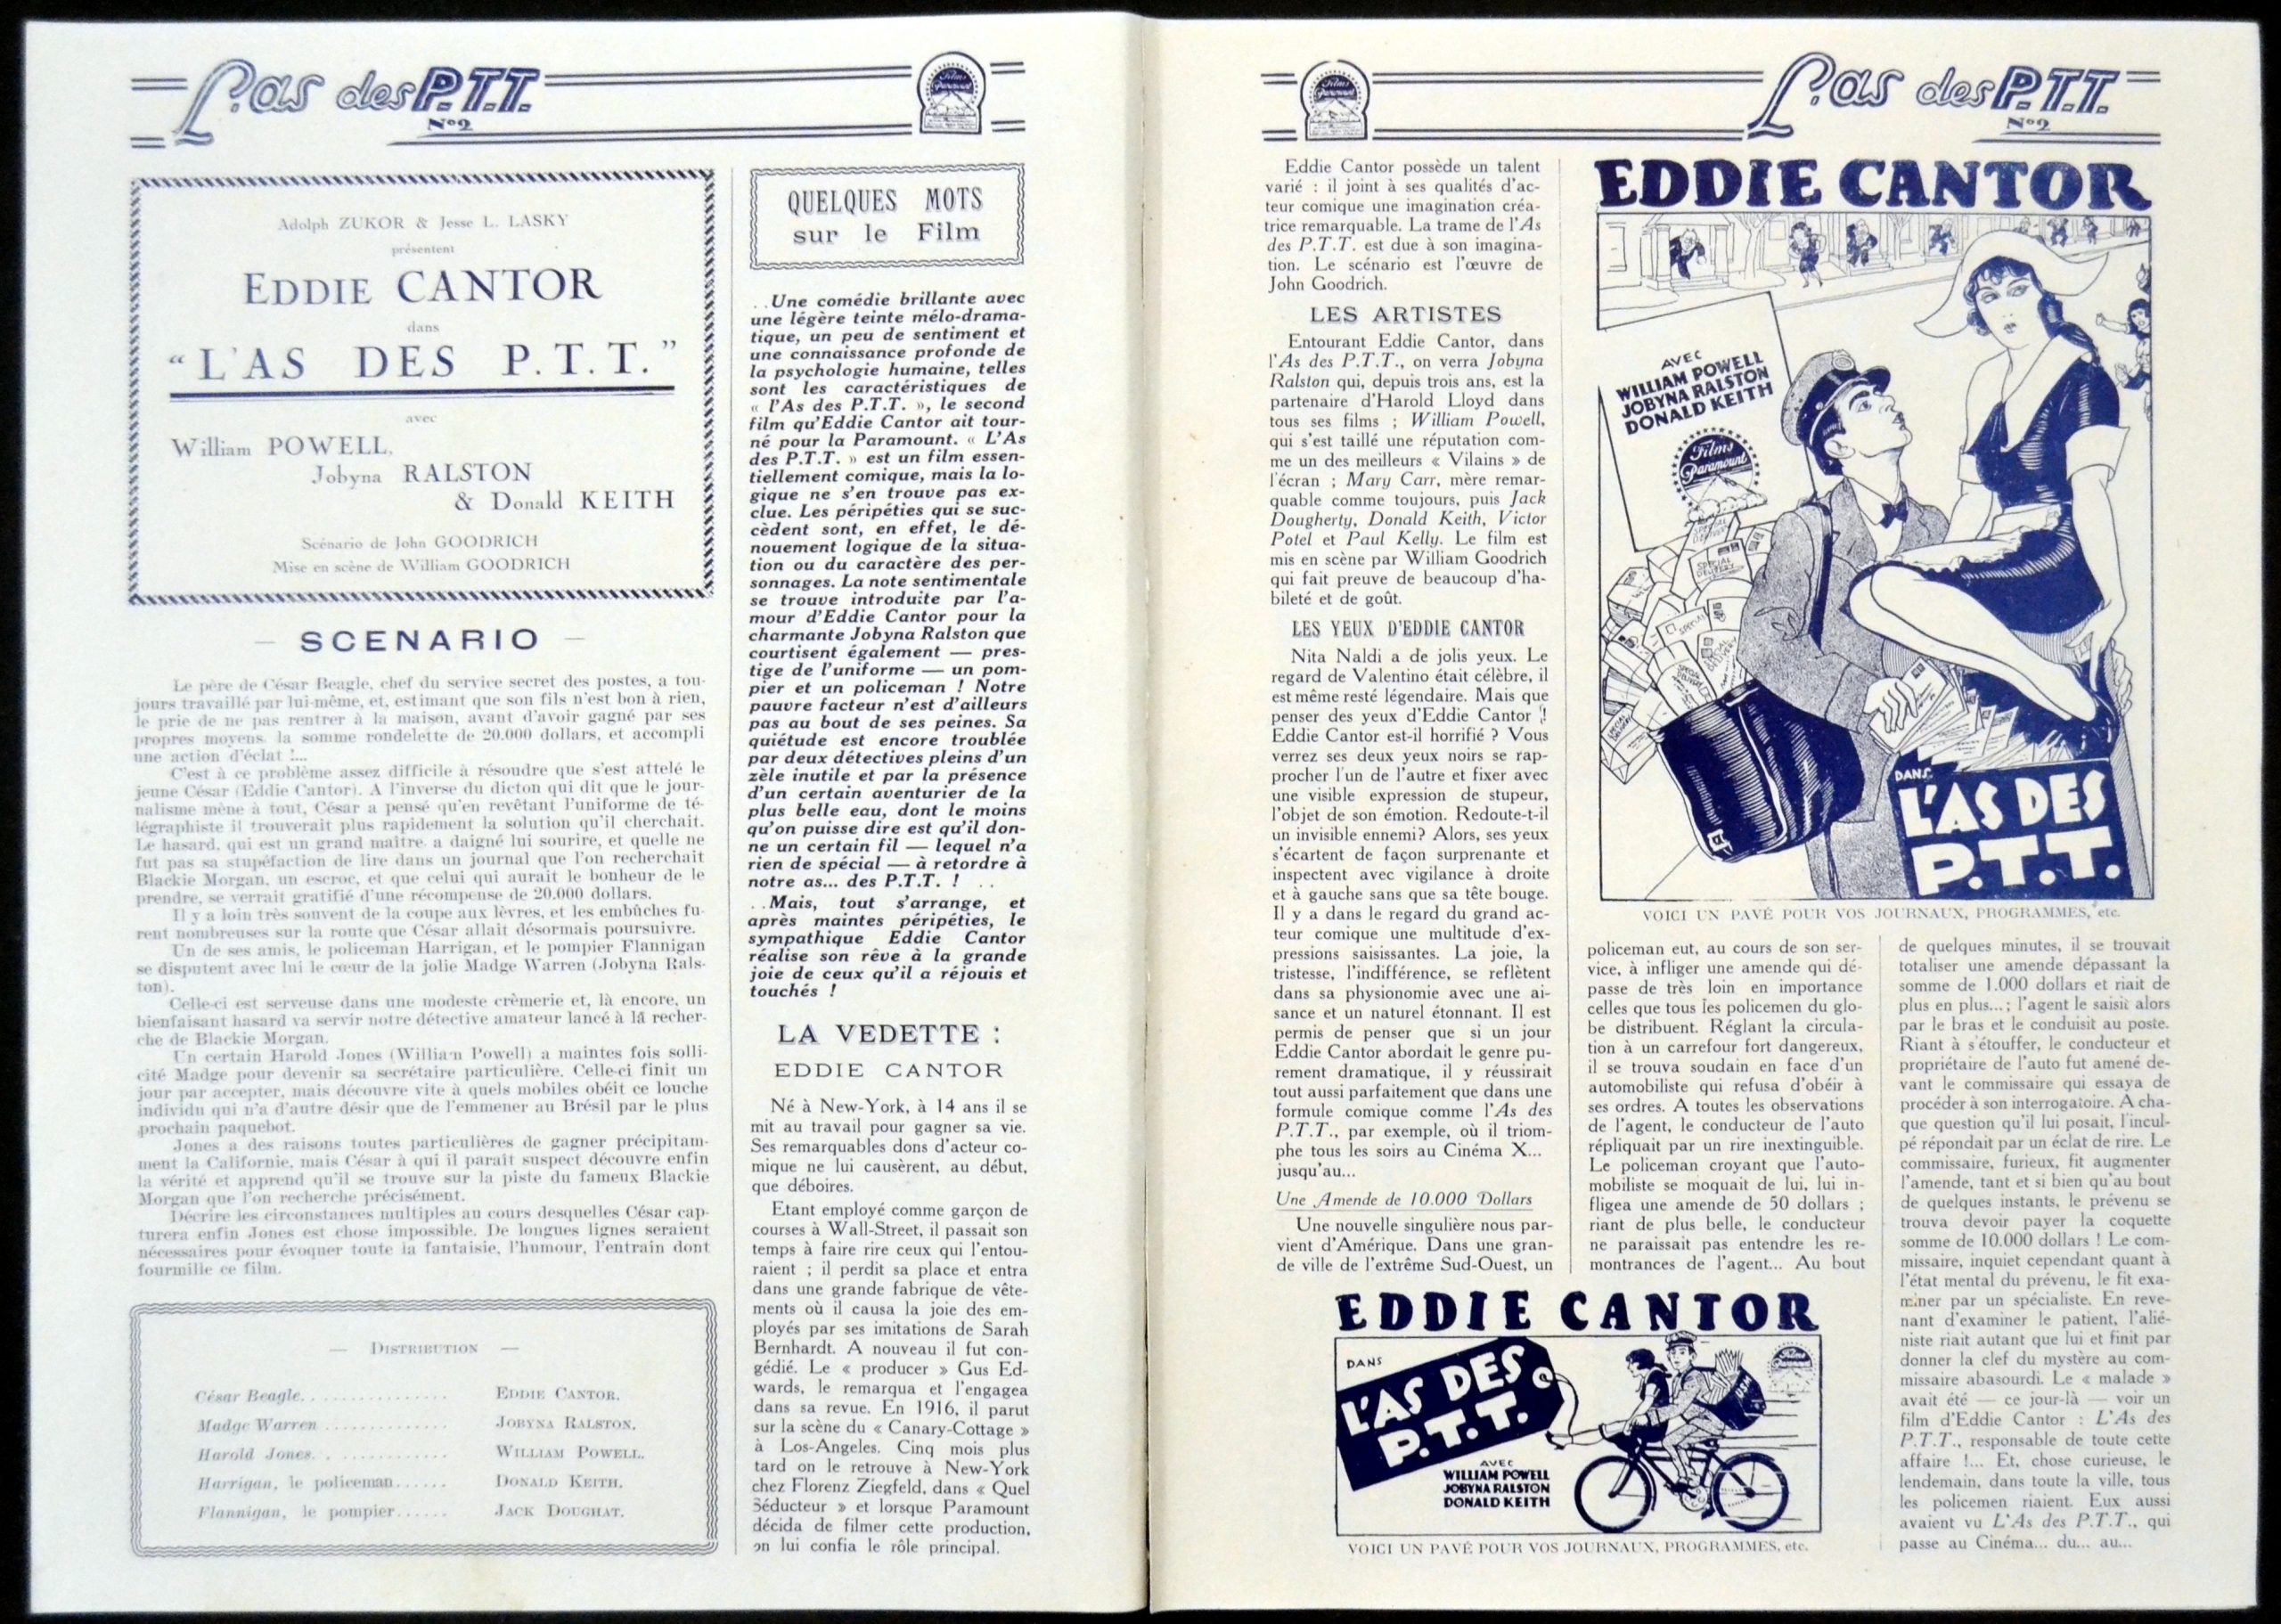 L'as des P.T.T.
N°2
Films Paramount
Adolph ZUKOR & Jesse L. LASKY
présentent
EDDIE CANTOR
dans
“ L'AS DES P.T.T. ”
avec
William POWELL,
Jobyna RALSTON
& Donald KEITH
Scénario de John GOODRICH
Mise en scène de William GOODRICH
— SCENARIO —
Le père de César Beagle, chef du service secret des postes, a tou-
jours travaillé par lui-même, et, estimant que son fils n'est bon à rien,
le prie de ne pas rentrer à la maison, avant d'avoir gagné par ses
propres moyens, la somme rondelette de 20.000 dollars, et accompli
une action d'éclat !...
C'est à ce problème assez difficile à résoudre que s'est attelé le
jeune César (Eddie Cantor). A l'inverse du dicton qui dit que le jour-
nalisme mène à tout, César a pensé qu'en revêtant l'uniforme de té-
légraphiste il trouverait plus rapidement la solution qu'il cherchait.
Le hasard, qui est un grand maître a daigné lui sourire, et quelle ne
fut pas sa stupéfaction de lire dans un journal que l'on recherchait
Blackie Morgan, un escroc, et que celui qui aurait le bonheur de le
prendre, se verrait gratifié d'une récompense de 20.000 dollars.
Il y a loin très souvent de la coupe aux lèvres, et les embûches fu-
rent nombreuses sur la route que César allait désormais poursuivre.
Un de ses amis, le policeman Harrigan, et le pompier Flannigan
se disputent avec lui le cœur de la jolie Madge Warren (Jobyna Rals-
ton).
Celle-ci est serveuse dans une modeste crèmerie et, là encore, un
bienfaisant hasard va servir notre détective amateur lancé à la recher-
che de Blackie Morgan.
Un certain Harold Jones (William Powell) a maintes fois solli-
cité Madge pour devenir sa secrétaire particulière. Celle-ci finit un
jour par accepter, mais découvre vite à quels mobiles obéit ce louche
individu qui n'a d'autre désir que de l'emmener au Brésil par le plus
prochain paquebot.
Jones a des raisons toutes particulières de gagner précipitam-
ment la Californie, mais César à qui il paraît suspect découvre enfin
la vérité et apprend qu'il se trouve sur la piste du fameux Blackie
Morgan que l'on recherche précisément.
Décrire les circonstances multiples au cours desquelles César cap-
turera enfin Jones est chose impossible. De longues lignes seraient
nécessaires pour évoquer toute la fantaisie, l'humour, l'entrain dont
fourmille ce film.
— DISTRIBUTION —
César Beagle................ EDDIE CANTOR.
Madge Warren .............. JOBYNA RALSTON.
Harold Jones. . ............ WILLIAM POWELL.
Harrigan, le policeman...... DONALD KEITH.
Flannigan, le pompier...... JACK DOUGHAT.
QUELQUES MOTS
sur le Film
. .Une comédie brillante avec
une légère teinte mélo-drama-
tique, un peu de sentiment et
une connaissance profonde de
la psychologie humaine, telles
sont les caractéristiques de
« l'As des P.T.T. », le second
film qu'Eddie Cantor ait tour-
né pour la Paramount. « L'As
des P.T.T. » est un film essen-
tiellement comique, mais la lo-
gique ne s'en trouve pas ex-
clue. Les péripéties qui se suc-
cèdent sont, en effet, le dé-
nouement logique de la situa-
tion ou du caractère des per-
sonnages. La note sentimentale
se trouve introduite par l'a-
mour d'Eddie Cantor pour la
charmante Jobyna Ralston que
courtisent également — pres-
tige de l'uniforme — un pom-
pier et un policeman ! Notre
pauvre facteur n'est d'ailleurs
pas au bout de ses peines. Sa
quiétude est encore troublée
par deux détectives pleins d'un
zèle inutile et par la présence
d'un certain aventurier de la
plus belle eau, dont le moins
qu'on puisse dire est qu'il don-
ne un certain fil — lequel n'a
rien de spécial — à retordre à
notre as... des P.T.T. ! . .
. .Mais, tout s'arrange, et
après maintes péripéties, le
sympathique Eddie Cantor
réalise son rêve à la grande
joie de ceux qu'il a réjouis et
touchés !
LA VEDETTE :
EDDIE CANTOR
Né à New-York, à 14 ans il se
mit au travail pour gagner sa vie.
Ses remarquables dons d'acteur co-
mique ne lui causèrent, au début,
que déboires.
Etant employé comme garçon de
courses à Wall-Street, il passait son
temps à faire rire ceux qui l'entou-
raient ; il perdit sa place et entra
dans une grande fabrique de vête-
ments où il causa la joie des em-
ployés par ses imitations de Sarah
Bernhardt. A nouveau il fut con-
gédié. Le « producer » Gus Ed-
wards, le remarqua et l'engagea
dans sa revue. En 1916, il parut
sur la scène du « Canary-Cottage »
à Los-Angeles. Cinq mois plus
tard on le retrouve à New-York
chez Florenz Ziegfeld, dans « Quel
Séducteur » et lorsque Paramount
décida de filmer cette production,
on lui confia le rôle principal.
Films Paramount
L'as des P.T.T.
N°2
Eddie Cantor possède un talent
varié : il joint à ses qualités d'ac-
teur comique une imagination créa-
trice remarquable. La trame de l'As
des P.T.T. est due à son imagina-
tion. Le scénario est l'œuvre de
John Goodrich.
LES ARTISTES
Entourant Eddie Cantor, dans
l'As des P.T.T., on verra Jobyna
Ralston qui, depuis trois ans, est la
partenaire d'Harold Lloyd dans
tous ses films ; William Powell,
qui s'est taillé une réputation com-
me un des meilleurs « Vilains » de
l'écran ; Mary Carr, mère remar-
quable comme toujours, puis Jack
Dougherty, Donald Keith, Victor
Potel et Paul Kelly. Le film est
mis en scène par William Goodrich
qui fait preuve de beaucoup d'ha-
bileté et de goût.
LES YEUX D'EDDIE CANTOR
Nita Naldi a de jolis yeux. Le
regard de Valentino était célèbre, il
est même resté légendaire. Mais que
penser des yeux d'Eddie Cantor !
Eddie Cantor est-il horrifié ? Vous
verrez ses deux yeux noirs se rap-
procher l'un de l'autre et fixer avec
une visible expression de stupeur,
l'objet de son émotion. Redoute-t-il
un invisible ennemi? Alors, ses yeux
s'écartent de façon surprenante et
inspectent avec vigilance à droite
et à gauche sans que sa tête bouge.
Il y a dans le regard du grand ac-
teur comique une multitude d'ex-
pressions saisissantes. La joie, la
tristesse, l'indifférence, se reflètent
dans sa physionomie avec une ai-
sance et un naturel étonnant. Il est
permis de penser que si un jour
Eddie Cantor abordait le genre pu-
rement dramatique, il y réussirait
tout aussi parfaitement que dans une
formule comique comme l'As des
P.T.T., par exemple, où il triom-
phe tous les soirs au Cinéma X...
jusqu'au...
Une Amende de 10.000 Dollars
Une nouvelle singulière nous par-
vient d'Amérique. Dans une gran-
de ville de l'extrême Sud-Ouest, un
EDDIE CANTOR
AVEC
WILLIAM POWELL
JOBYNA RALSTON
DONALD KEITH
Films Paramount
SPECIAL DELIVERY
DANS
L'AS DES
P.T.T.
VOICI UN PAVÉ POUR VOS JOURNAUX, PROGRAMMES, etc.
policeman eut, au cours de son ser-
vice, à infliger une amende qui dé-
passe de très loin en importance
celles que tous les policemen du glo-
be distribuent. Réglant la circula-
tion à un carrefour fort dangereux,
il se trouva soudain en face d'un
automobiliste qui refusa d'obéir à
ses ordres. A toutes les observations
de l'agent, le conducteur de l'auto
répliquait par un rire inextinguible.
Le policeman croyant que l'auto-
mobiliste se moquait de lui, lui in-
fligea une amende de 50 dollars ;
riant de plus belle, le conducteur
ne paraissait pas entendre les re-
montrances de l'agent... Au bout
de quelques minutes, il se trouvait
totaliser une amende dépassant la
somme de 1.000 dollars et riait de
plus en plus...; l'agent le saisit alors
par le bras et le conduisit au poste.
Riant à s'étouffer, le conducteur et
propriétaire de l'auto fut amené de-
vant le commissaire qui essaya de
procéder à son interrogatoire. A cha-
que question qu'il lui posait, l'incul-
pé répondait par un éclat de rire. Le
commissaire, furieux, fit augmenter
l'amende, tant et si bien qu'au bout
de quelques instants, le prévenu se
trouva devoir payer la coquette
somme de 10.000 dollars ! Le com-
missaire, inquiet cependant quant à
l'état mental du prévenu, le fit exa-
miner par un spécialiste. En reve-
nant d'examiner le patient, l'alié-
niste riait autant que lui et finit par
donner la clef du mystère au com-
missaire abasourdi. Le « malade »
avait été — ce jour-là — voir un
film d'Eddie Cantor : L'As des
P.T.T., responsable de toute cette
affaire !... Et, chose curieuse, le
lendemain, dans toute la ville, tous
les policemen riaient. Eux aussi
avaient vu L'As des P.T.T., qui
passe au Cinéma... du... au...
EDDIE CANTOR
DANS
L'AS DES
P.T.T.
USM
AVEC
WILLIAM POWELL
JOBYNA RALSTON
DONALD KEITH
VOICI UN PAVÉ POUR VOS JOURNAUX, PROGRAMMES, etc.